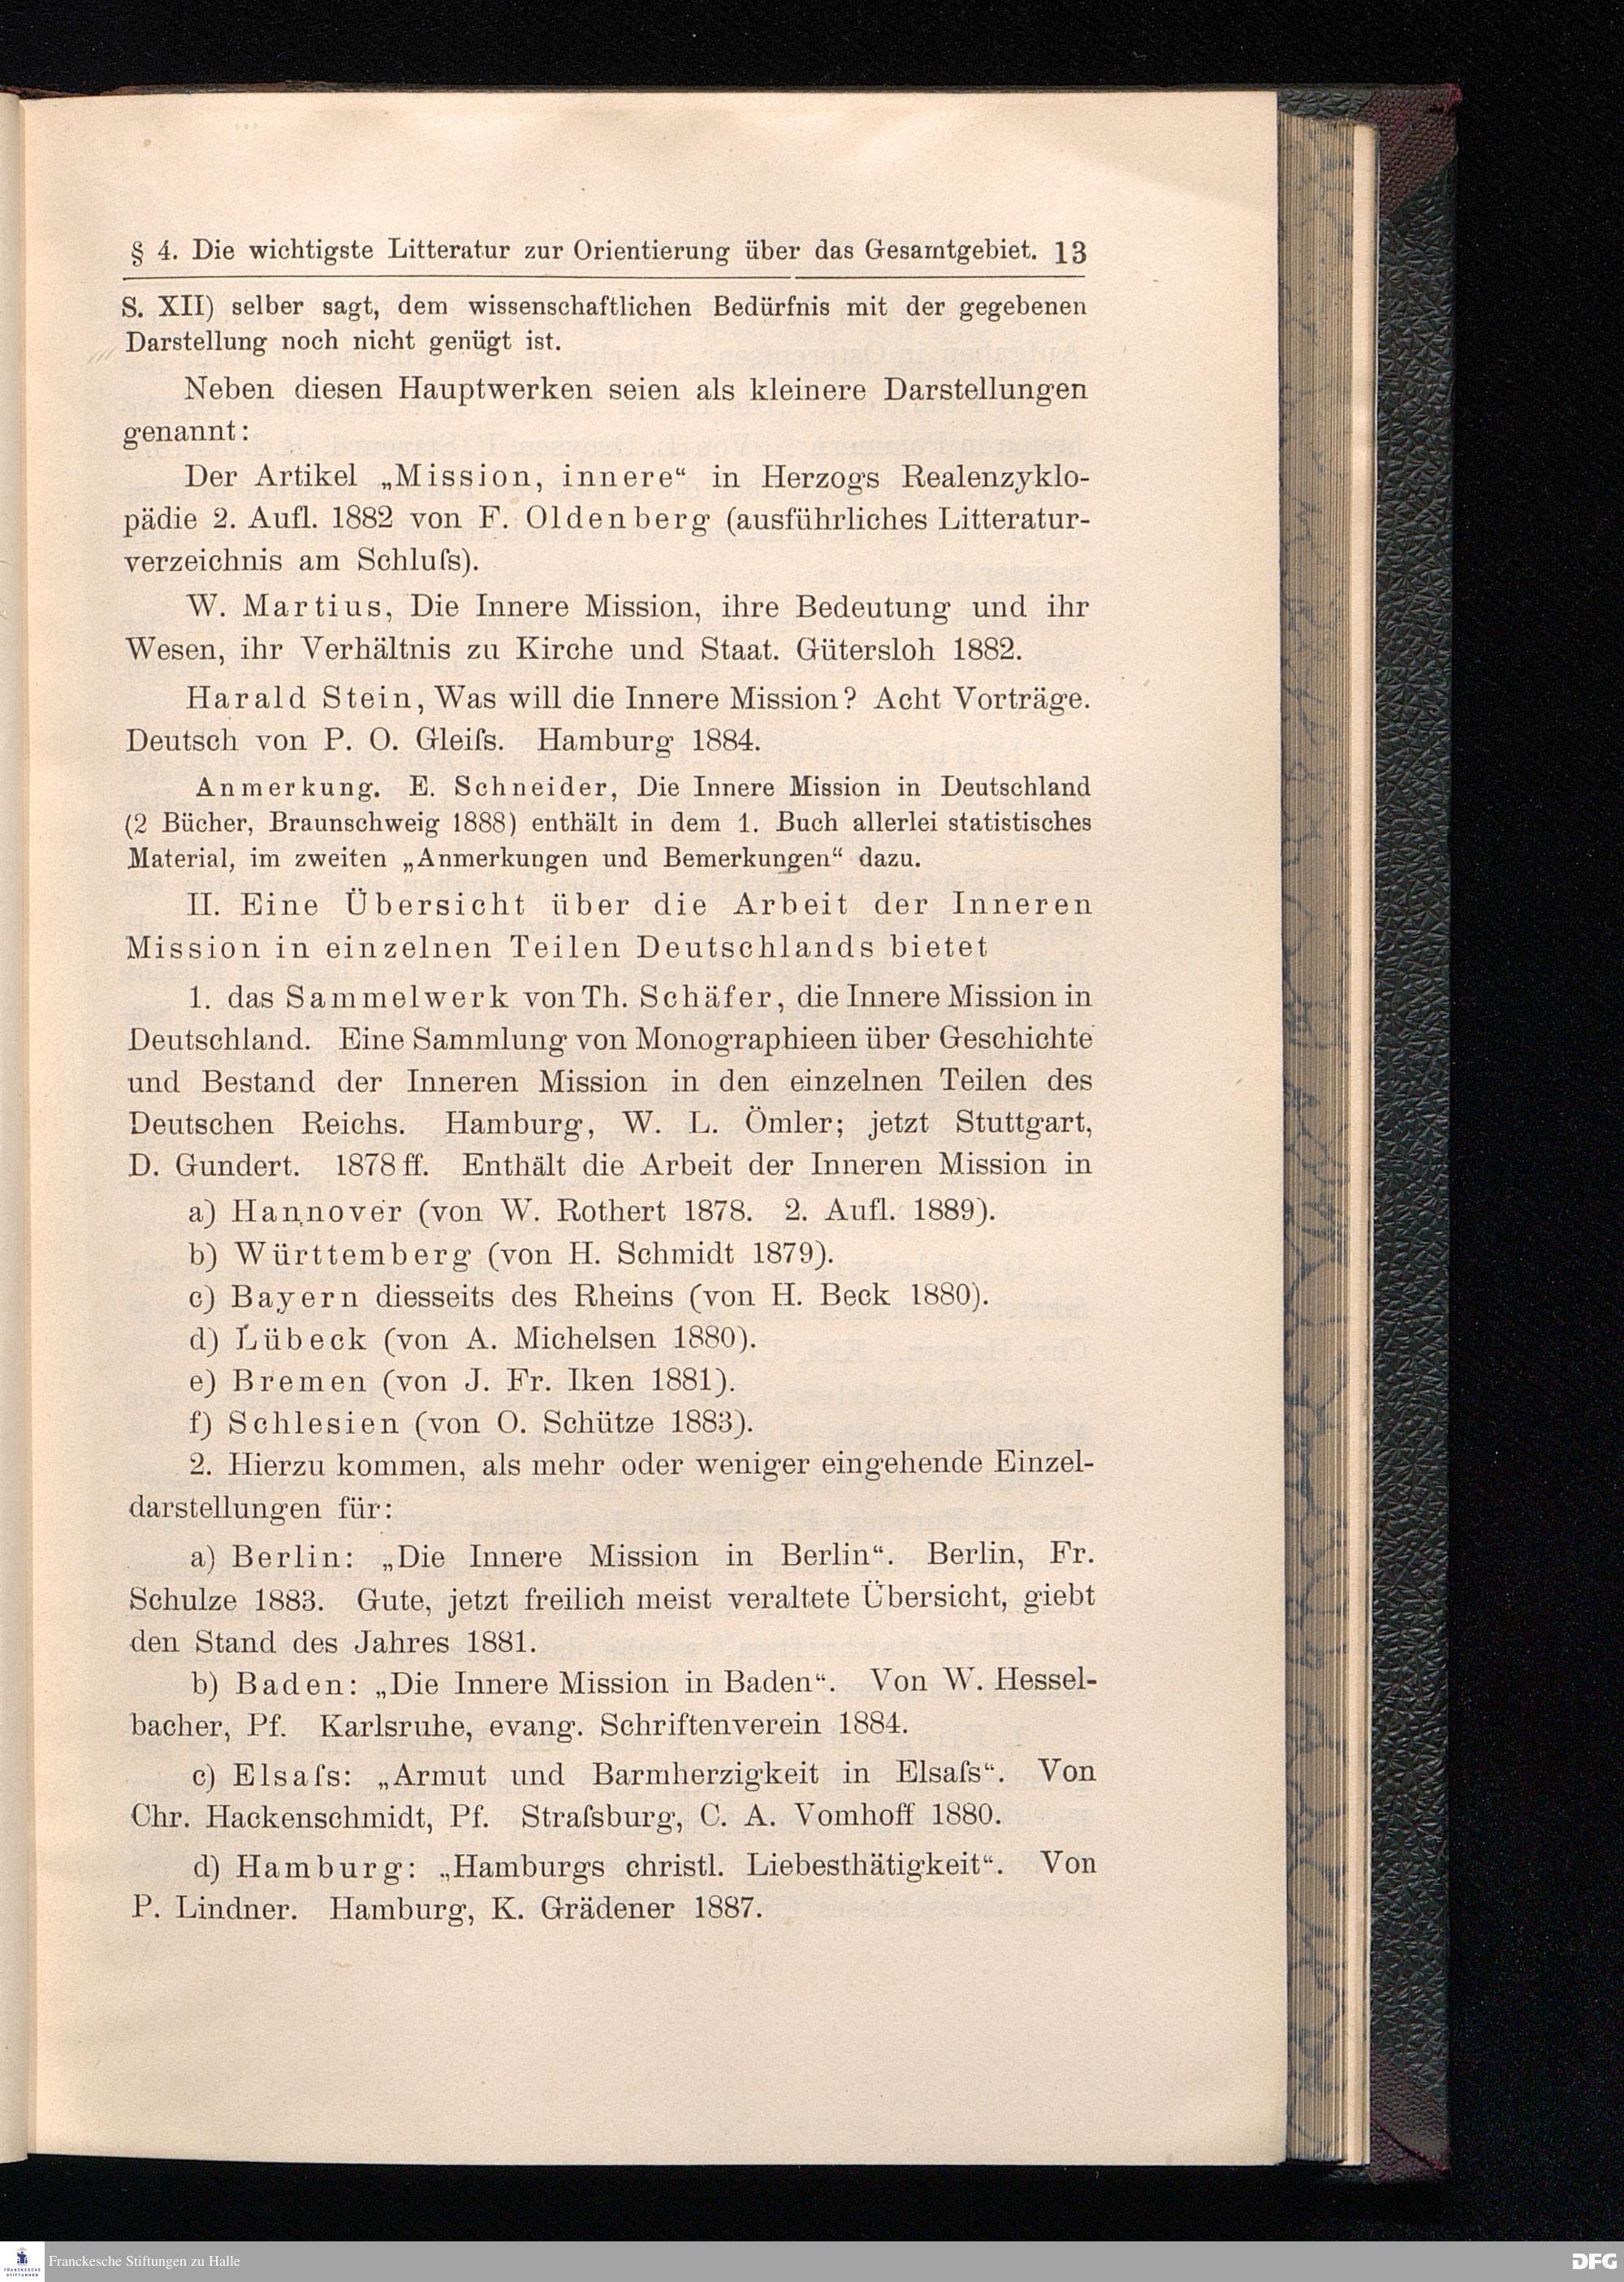 § 4. Die wichtigste Litteratur zur Orientierung über das Gesamtgebiet. 13
S. XII) selber sagt, dem wissenschaftlichen Bedürfnis mit der gegebenen
Darstellung noch nicht genügt ist.
Neben diesen Hauptwerken seien als kleinere Darstellungen
genannt:
Der Artikel „Mission, innere“ in Herzogs Realenzyklo-
pädie 2. Aufl. 1882 von F. Oldenberg (ausführliches Litteratur-
verzeichnis am Schluſs).
W. Martius, Die Innere Mission, ihre Bedeutung und ihr
Wesen, ihr Verhältnis zu Kirche und Staat. Gütersloh 1882.
Harald Stein, Was will die Innere Mission? Acht Vorträge.
Deutsch von P. O. Gleiſs. Hamburg 1884.
Anmerkung. E. Schneider, Die Innere Mission in Deutschland
(2 Bücher, Braunschweig 1888) enthält in dem 1. Buch allerlei statistisches
Material, im zweiten „Anmerkungen und Bemerkungen“ dazu.
II. Eine Übersicht über die Arbeit der Inneren
Mission in einzelnen Teilen Deutschlands bietet
1. das Sammelwerk von Th. Schäfer, die Innere Mission in
Deutschland. Eine Sammlung von Monographieen über Geschichte
und Bestand der Inneren Mission in den einzelnen Teilen des
Deutschen Reichs. Hamburg, W. L. Ömler; jetzt Stuttgart,
D. Gundert. 1878 ff. Enthält die Arbeit der Inneren Mission in
a) Hannover (von W. Rothert 1878. 2. Aufl. 1889).
b) Württemberg (von H. Schmidt 1879).
c) Bayern diesseits des Rheins (von H. Beck 1880).
d) Lübeck (von A. Michelsen 1880).
e) Bremen (von J. Fr. Iken 1881).
f) Schlesien (von O. Schütze 1883).
2. Hierzu kommen, als mehr oder weniger eingehende Einzel-
darstellungen für:
a) Berlin: „Die Innere Mission in Berlin“. Berlin, Fr.
Schulze 1883. Gute, jetzt freilich meist veraltete Übersicht, giebt
den Stand des Jahres 1881.
b) Baden: „Die Innere Mission in Baden“. Von W. Hessel-
bacher, Pf. Karlsruhe, evang. Schriftenverein 1884.
c) Elsaſs: „Armut und Barmherzigkeit in Elsaſs“. Von
Chr. Hackenschmidt, Pf. Straſsburg, C. A. Vomhoff 1880.
d) Hamburg: „Hamburgs christl. Liebesthätigkeit“. Von
P. Lindner. Hamburg, K. Grädener 1887.
FRANCKESCHE
STIFTUNGEN
Franckesche Stiftungen zu Halle
DFG